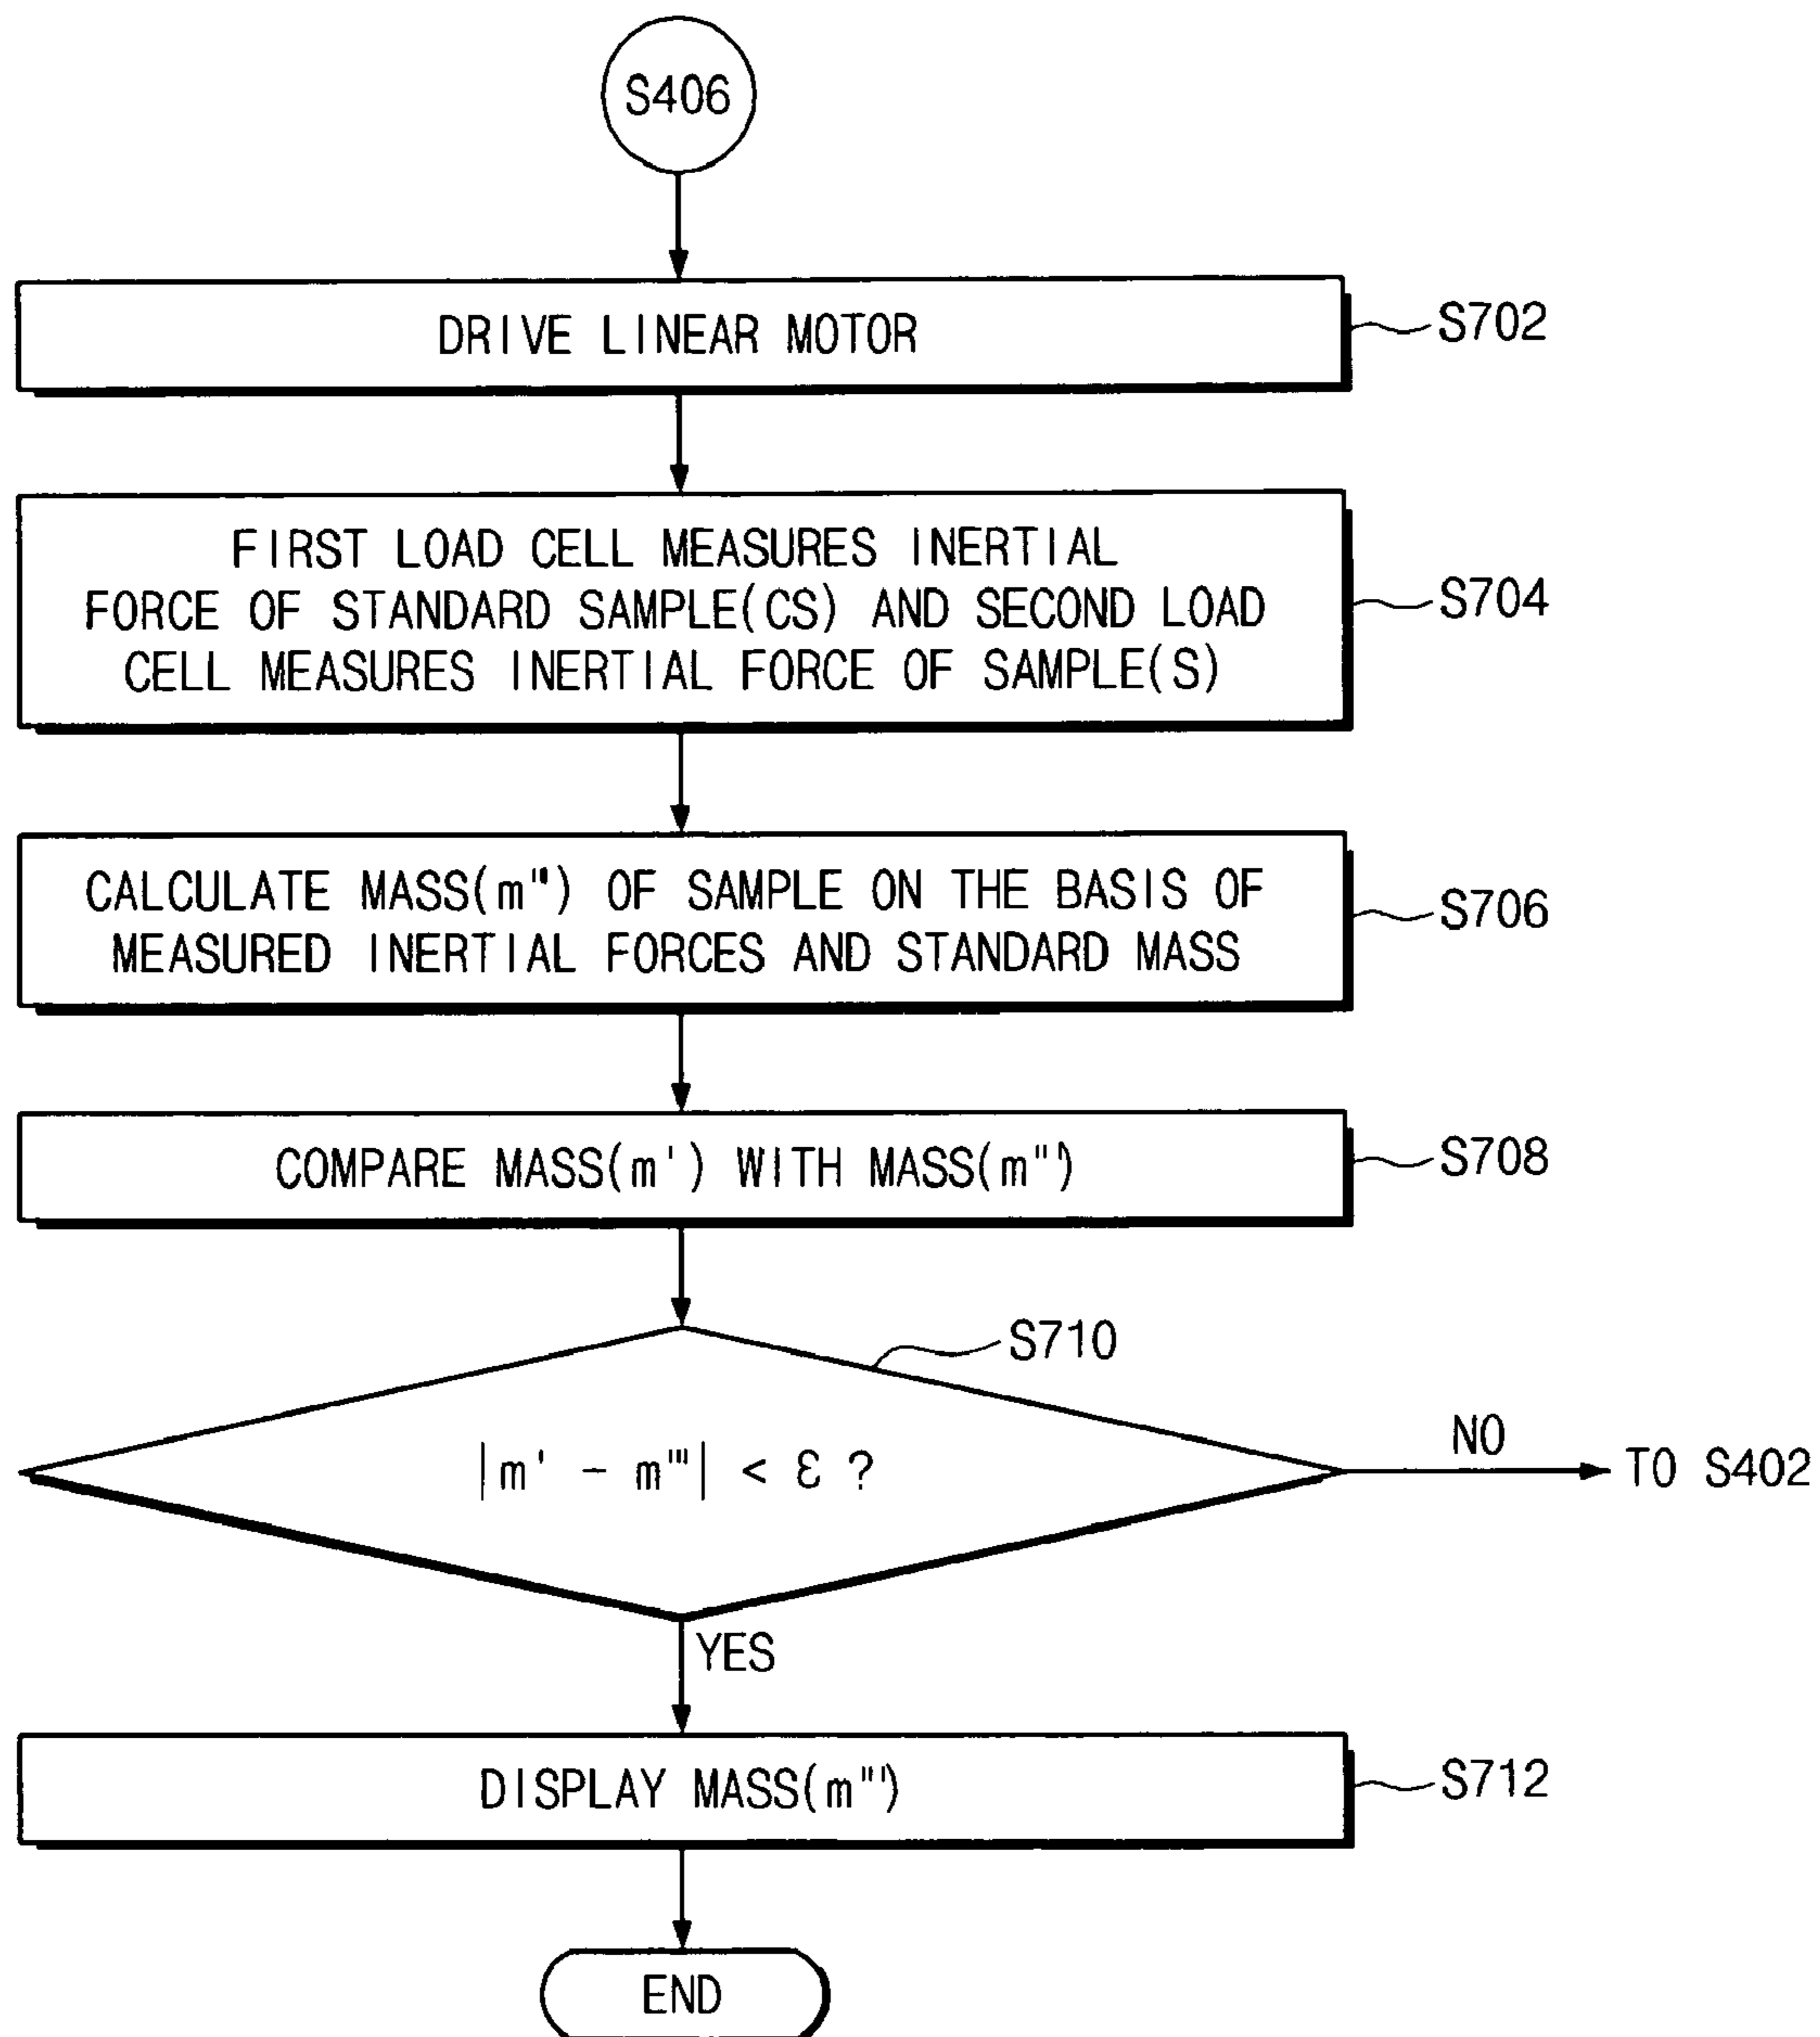 S406
DRIVE LINEAR MOTOR
S702
FIRST LOAD CELL MEASURES INERTIAL
FORCE OF STANDARD SAMPLE(CS) AND SECOND LOAD
CELL MEASURES INERTIAL FORCE OF SAMPLE(S)
S704
CALCULATE MASS(m''') OF SAMPLE ON THE BASIS OF
MEASURED INERTIAL FORCES AND STANDARD MASS
S706
COMPARE MASS(m') WITH MASS(m''')
S708
S710
|m' - m'''| < ε ?
NO
TO S402
YES
DISPLAY MASS(m''')
S712
END